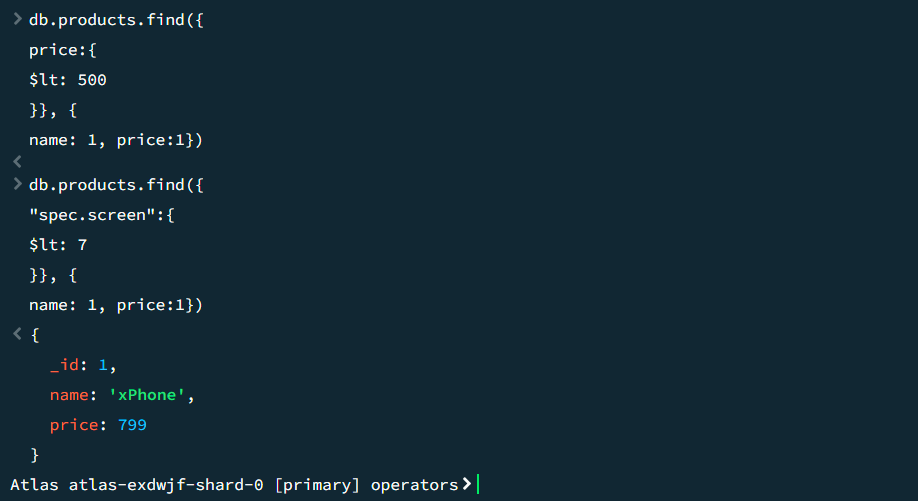 > db.products.find({
price:{
$lt: 500
}}, {
name: 1, price:1})
<
> db.products.find({
"spec.screen":{
$lt: 7
}}, {
name: 1, price:1})
< {
_id: 1,
name: 'xPhone',
price: 799
}
Atlas atlas-exdwjf-shard-0 [primary] operators>